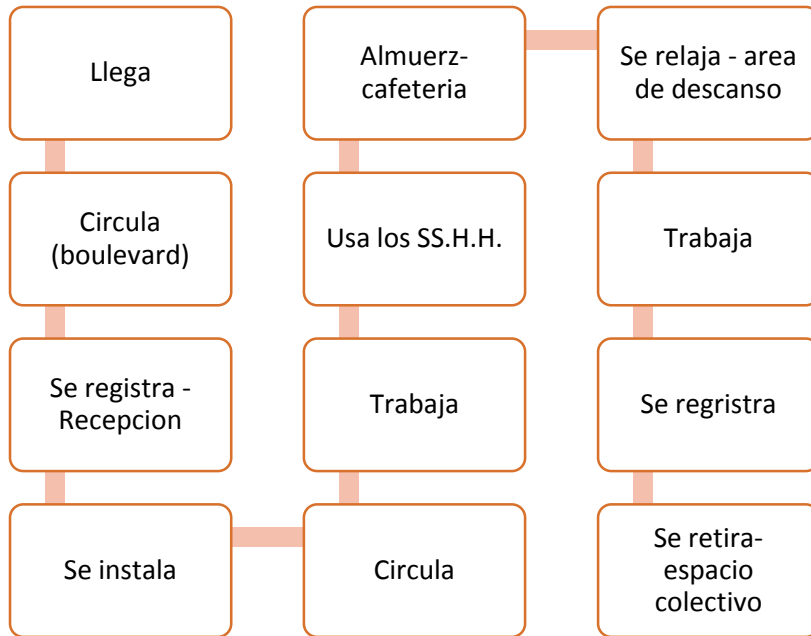 Llega
Circula
(boulevard)
Se registra -
Recepcion
Se instala
Circula
Trabaja
Usa los SS.H.H.
Almuerz-
cafeteria
Se relaja - area
de descanso
Trabaja
Se regristra
Se retira-
espacio
colectivo